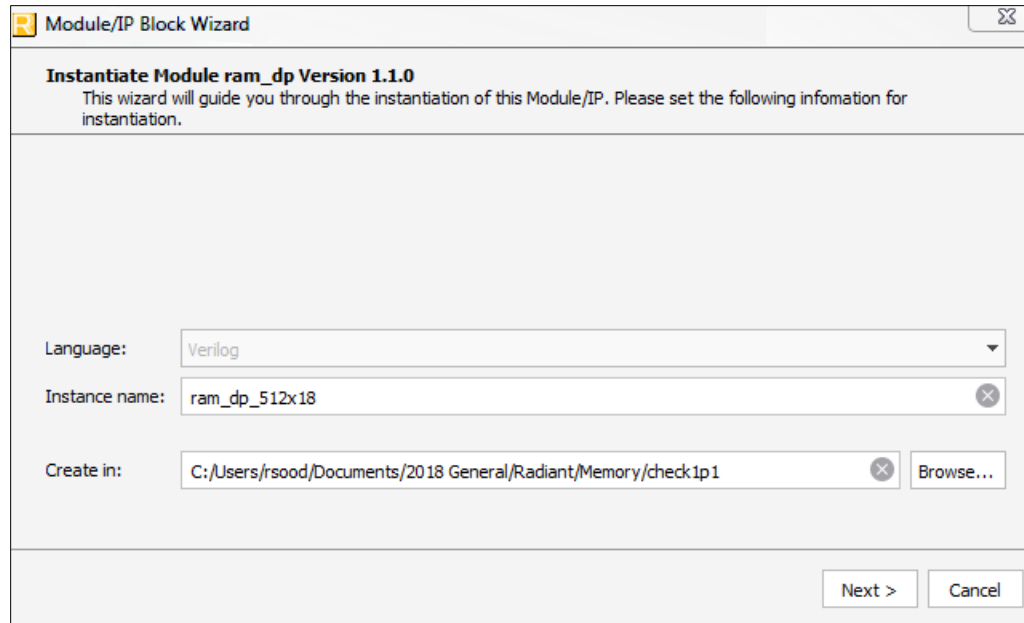 Module/IP Block Wizard
Instantiate Module ram_dp Version 1.1.0
This wizard will guide you through the instantiation of this Module/IP. Please set the following infomation for
instantiation.
Language: Verilog
Instance name: ram_dp_512x18
Create in: C:/Users/rsood/Documents/2018 General/Radiant/Memory/check1p1 Browse...
Next > Cancel